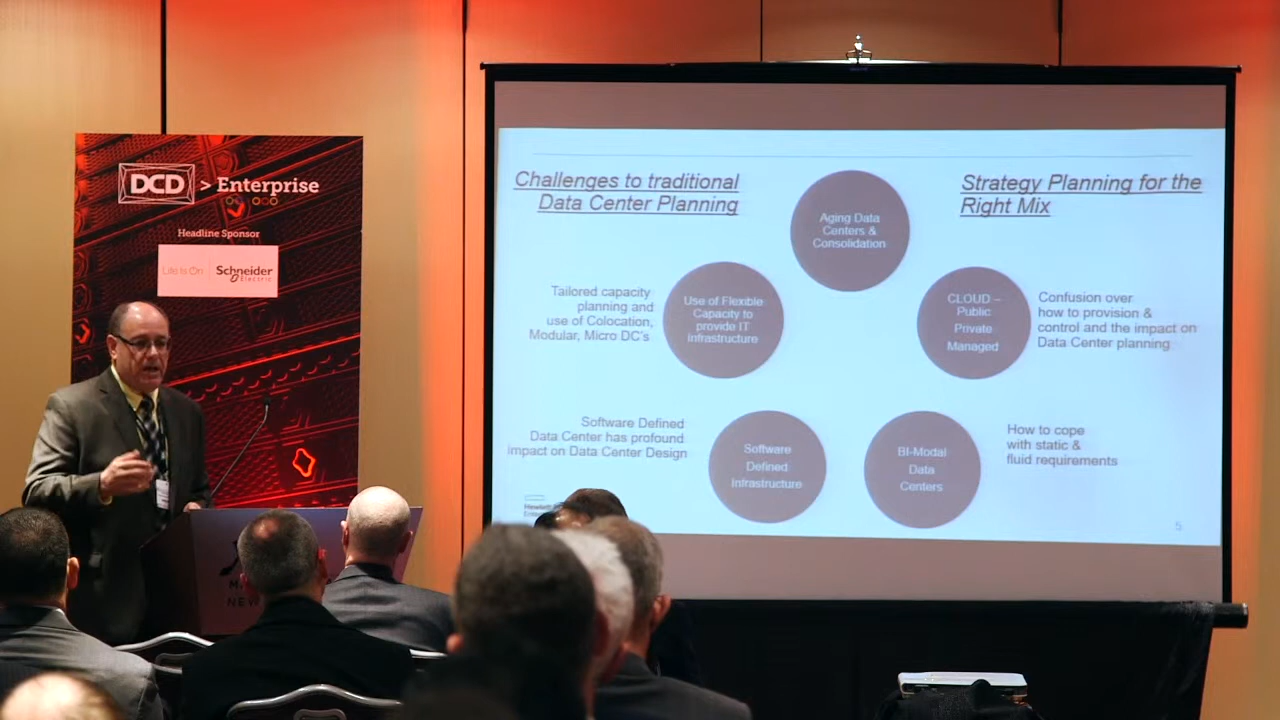 DCD > Enterprise
Headline Sponsor
Life Is On
Schneider
Electric
Challenges to traditional
Data Center Planning
Strategy Planning for the
Right Mix
Aging Data
Centers &
Consolidation
Tailored capacity
planning and
use of Colocation,
Modular, Micro DC's
Use of Flexible
Capacity to
provide IT
infrastructure
CLOUD –
Public
Private
Managed
Confusion over
how to provision &
control and the impact on
Data Center planning
Software Defined
Data Center has profound
impact on Data Center Design
Software
Defined
Infrastructure
BI-Modal
Data
Centers
How to cope
with static &
fluid requirements
5
NEW